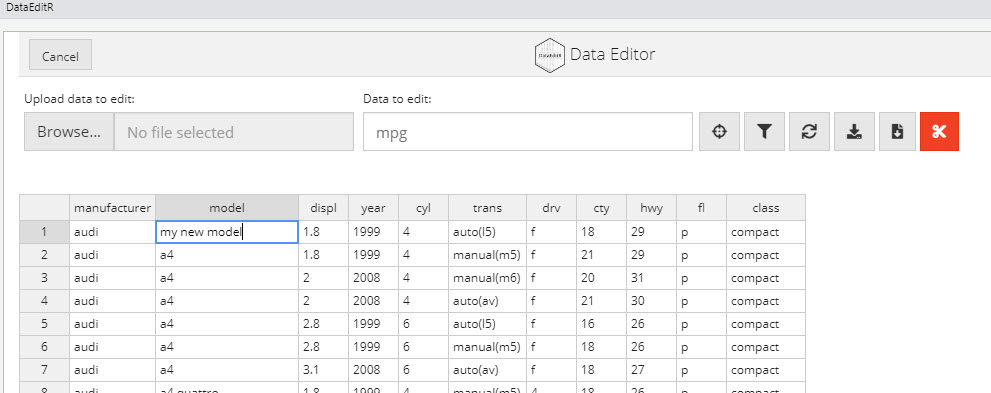 DataEditR
Cancel
DataEditR Data Editor
Upload data to edit: Data to edit:
Browse... No file selected mpg
manufacturer model displ year cyl trans drv cty hwy fl class
1 audi my new model 1.8 1999 4 auto(l5) f 18 29 p compact
2 audi a4 1.8 1999 4 manual(m5) f 21 29 p compact
3 audi a4 2 2008 4 manual(m6) f 20 31 p compact
4 audi a4 2 2008 4 auto(av) f 21 30 p compact
5 audi a4 2.8 1999 6 auto(l5) f 16 26 p compact
6 audi a4 2.8 1999 6 manual(m5) f 18 26 p compact
7 audi a4 3.1 2008 6 auto(av) f 18 27 p compact
8 audi a4 quattro 1.8 1999 4 manual(m5) 4 18 26 p compact